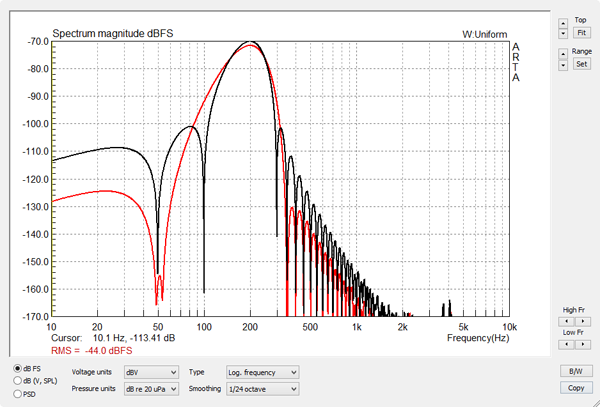 Spectrum magnitude dBFS
W:Uniform
A
R
T
A
-70.0
-80.0
-90.0
-100.0
-110.0
-120.0
-130.0
-140.0
-150.0
-160.0
-170.0
10 20 50 100 200 500 1k 2k 5k 10k
Cursor: 10.1 Hz, -113.41 dB
Frequency(Hz)
RMS = -44.0 dBFS
Top
Fit
Range
Set
High Fr
Low Fr
B/W
Copy
dB FS
dB (V, SPL)
PSD
Voltage units dBV
Pressure units dB re 20 uPa
Type Log. frequency
Smoothing 1/24 octave